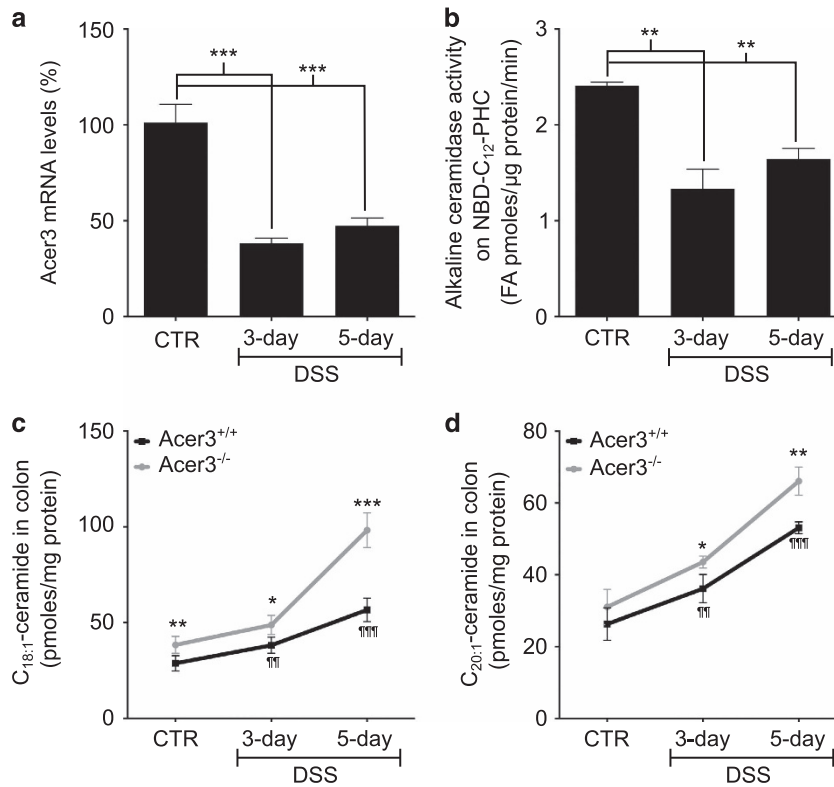 a
Acer3 mRNA levels (%)
150
100
50
0
***
***
CTR
3-day
5-day
DSS
b
Alkaline ceramidase activity
on NBD-C₁₂-PHC
(FA pmoles/µg protein/min)
3
2
1
0
**
**
CTR
3-day
5-day
DSS
c
C₁₈:₁-ceramide in colon
(pmoles/mg protein)
150
100
50
0
Acer3⁺/⁺
Acer3⁻/⁻
**
*
***
¶¶
¶¶¶
CTR
3-day
5-day
DSS
d
C₂₀:₁-ceramide in colon
(pmoles/mg protein)
80
60
40
20
0
Acer3⁺/⁺
Acer3⁻/⁻
*
**
¶¶
¶¶¶
CTR
3-day
5-day
DSS